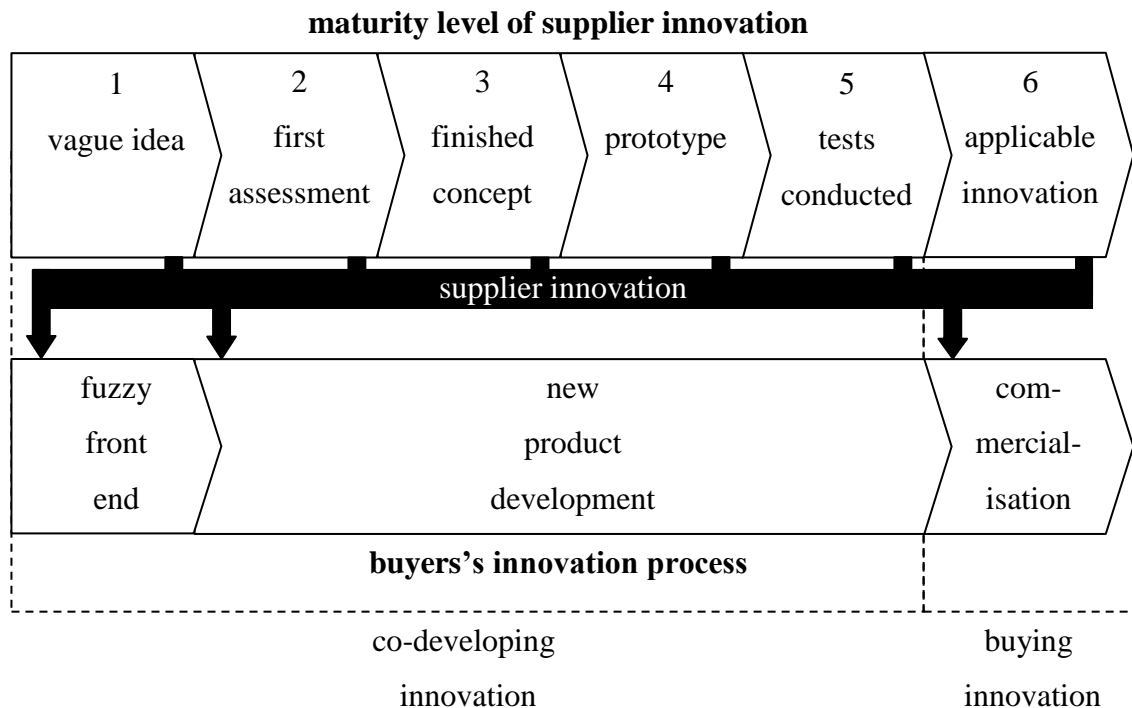 maturity level of supplier innovation
1
vague idea
2
first
assessment
3
finished
concept
4
prototype
5
tests
conducted
6
applicable
innovation
supplier innovation
fuzzy
front
end
new
product
development
com-
mercial-
isation
buyers’s innovation process
co-developing
innovation
buying
innovation